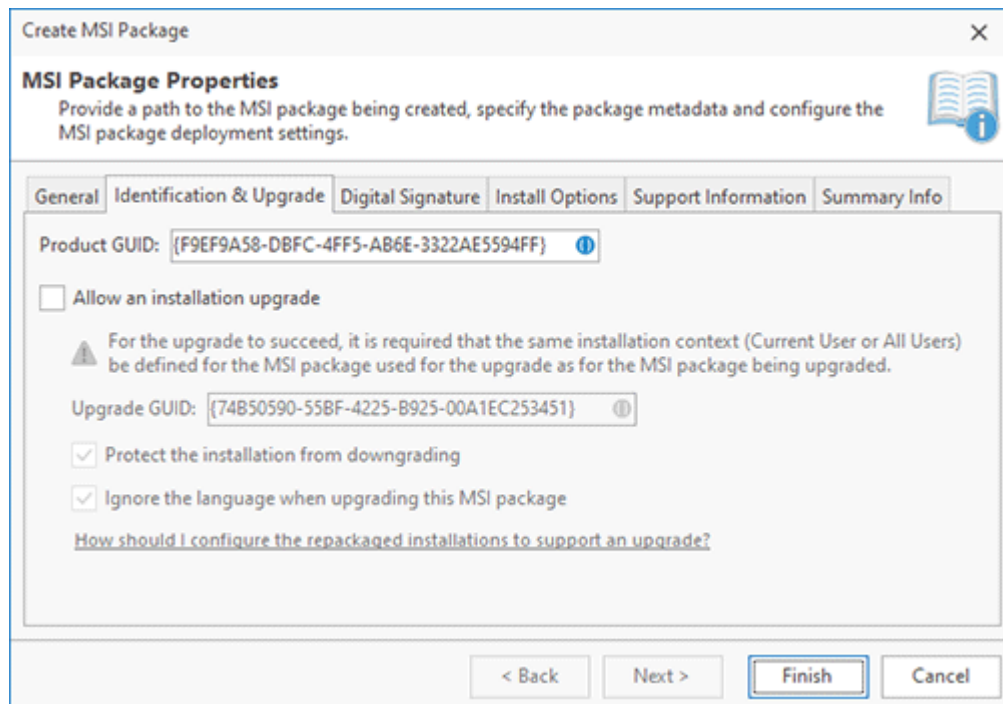 Create MSI Package
MSI Package Properties
Provide a path to the MSI package being created, specify the package metadata and configure the
MSI package deployment settings.
General Identification & Upgrade Digital Signature Install Options Support Information Summary Info
Product GUID: {F9EF9A58-DBFC-4FF5-AB6E-3322AE5594FF}
Allow an installation upgrade
For the upgrade to succeed, it is required that the same installation context (Current User or All Users)
be defined for the MSI package used for the upgrade as for the MSI package being upgraded.
Upgrade GUID: {74B50590-55BF-4225-B925-00A1EC253451}
Protect the installation from downgrading
Ignore the language when upgrading this MSI package
How should I configure the repackaged installations to support an upgrade?
< Back Next > Finish Cancel